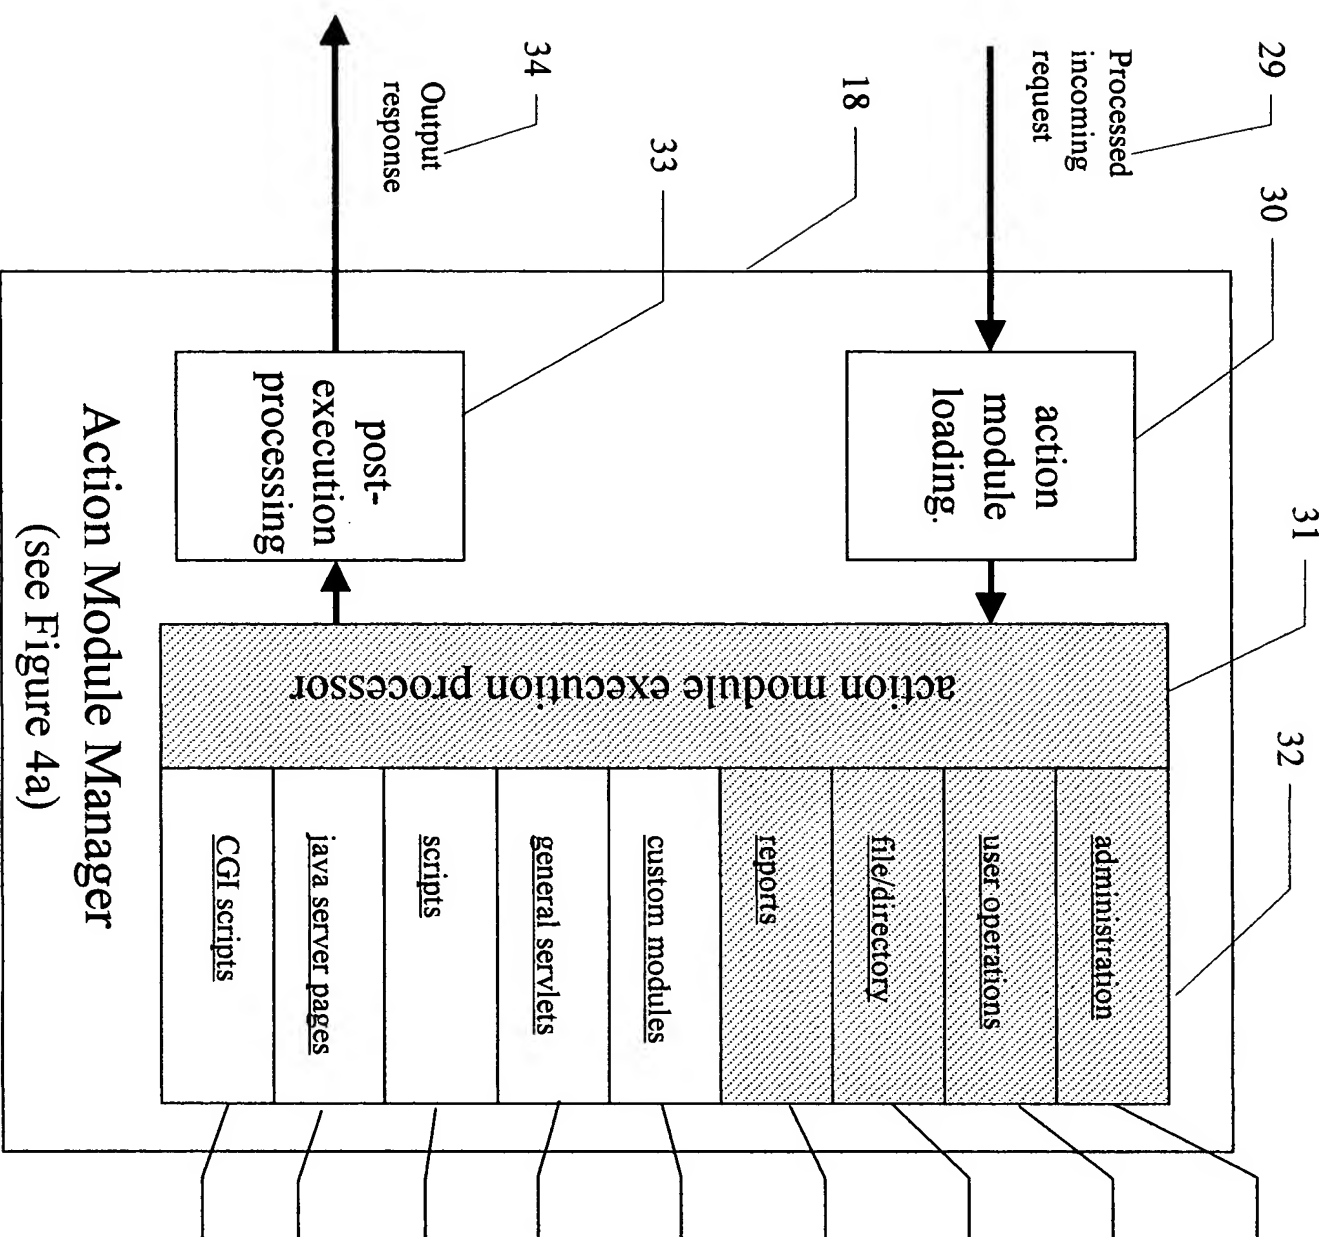 29
Processed
incoming
request
30
18
action
module
loading.
31
32
administration
user operations
file/directory
reports
custom modules
general servlets
scripts
java server pages
CGI scripts
action module execution processor
33
34
Output
response
post-
execution
processing
Action Module Manager
(see Figure 4a)